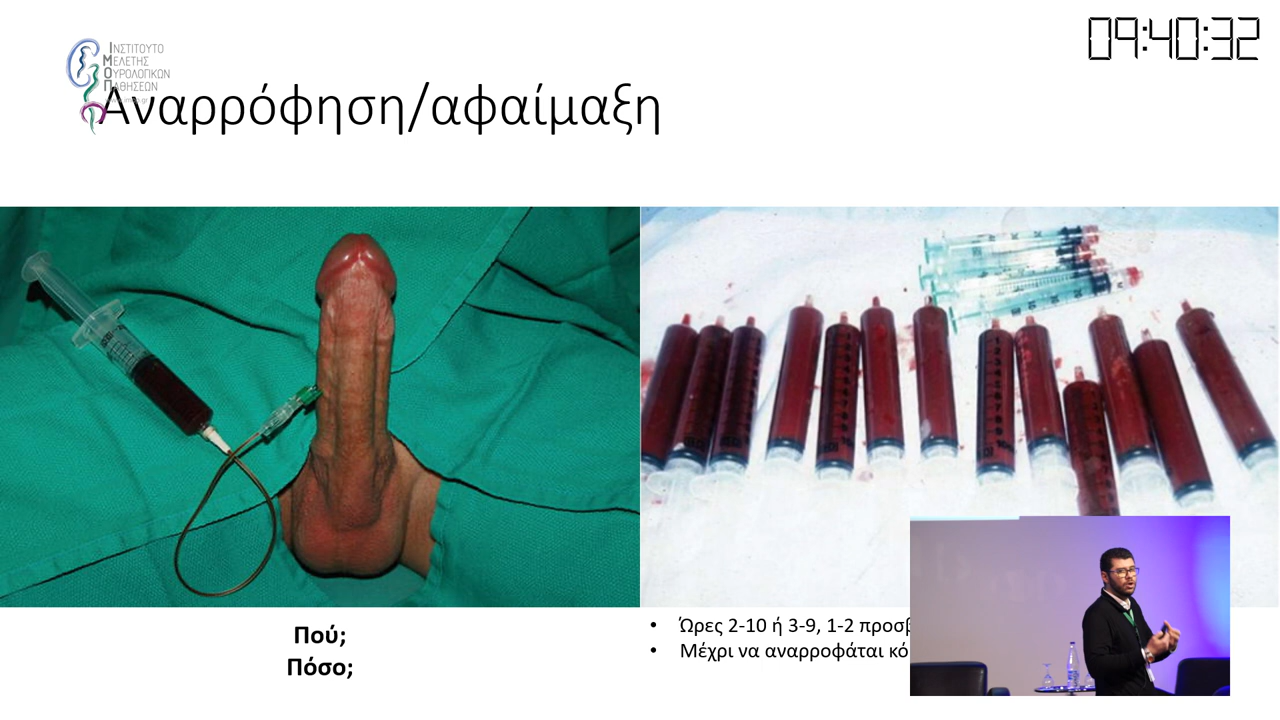 09:40:32
ΙΝΣΤΙΤΟΥΤΟ
ΜΕΛΕΤΗΣ
ΟΥΡΟΛΟΓΙΚΩΝ
ΠΑΘΗΣΕΩΝ
Αναρρόφηση/αφαίμαξη
Πού;
Πόσο;
• Ώρες 2-10 ή 3-9, 1-2
• Μέχρι να αναρροφάται